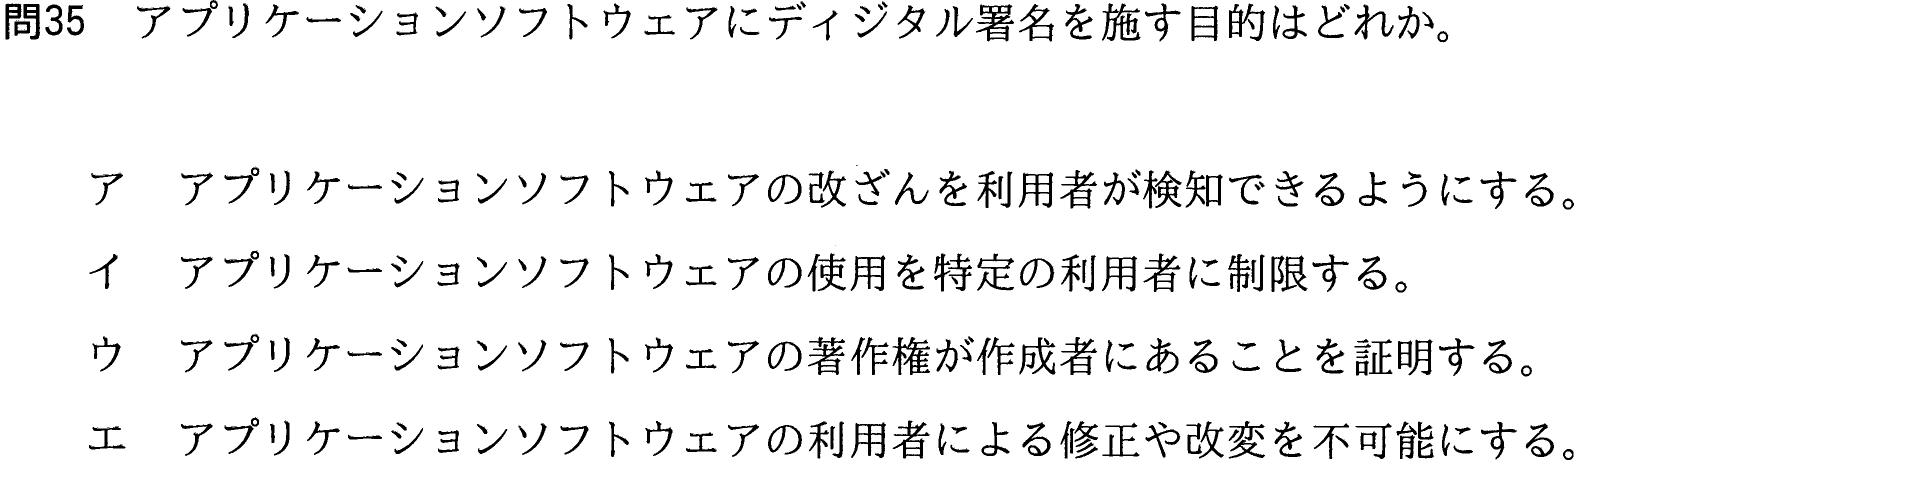 問35 アプリケーションソフトウェアにディジタル署名を施す目的はどれか。
ア アプリケーションソフトウェアの改ざんを利用者が検知できるようにする。
イ アプリケーションソフトウェアの使用を特定の利用者に制限する。
ウ アプリケーションソフトウェアの著作権が作成者にあることを証明する。
エ アプリケーションソフトウェアの利用者による修正や改変を不可能にする。